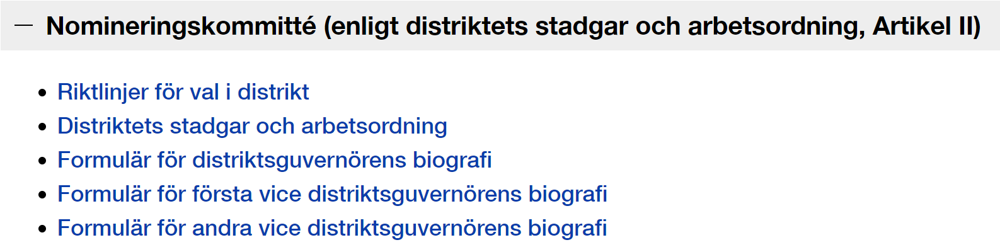 Nomineringskommitté (enligt distriktets stadgar och arbetsordning, Artikel II)
Riktlinjer för val i distrikt
Distriktets stadgar och arbetsordning
Formulär för distriktsguvernörens biografi
Formulär för första vice distriktsguvernörens biografi
Formulär för andra vice distriktsguvernörens biografi